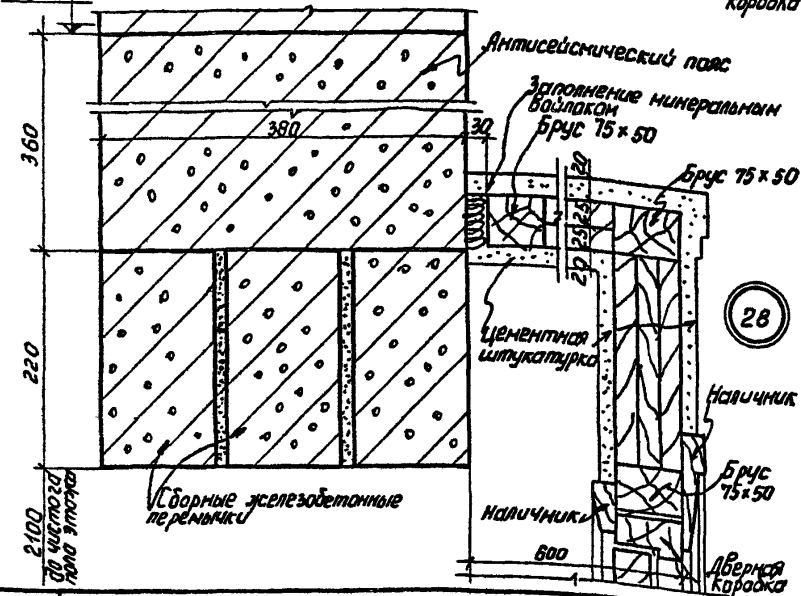 коробка
Антисейсмический пояс
Заполнение минеральным
войлоком
Брус 75×50
380
30
20
Брус 75×50
360
25
25
20
28
Цементная
штукатурка
220
Наличник
Брус
75×50
Сборные железобетонные
перемычки
Наличник
2100
до чистого
пола этажа
600
Дверная
коробка